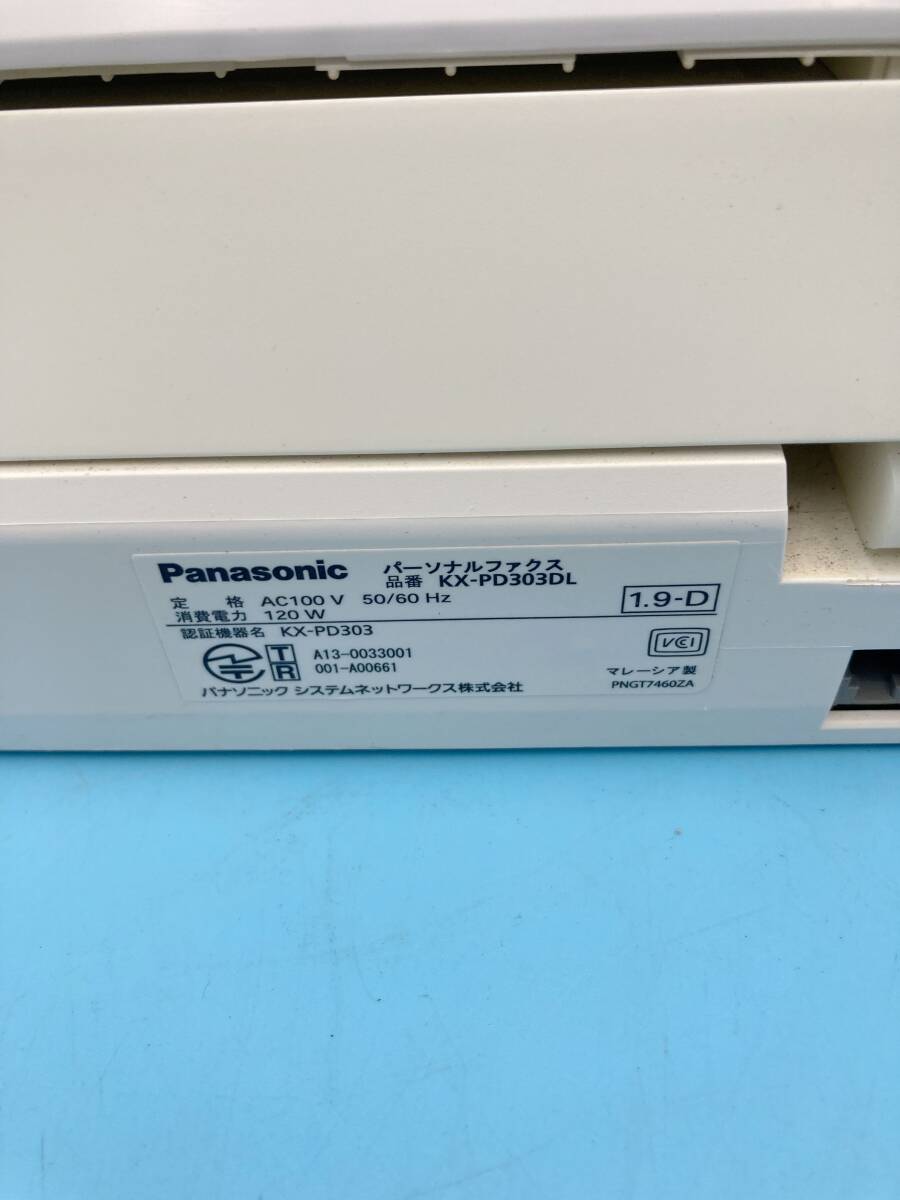 Panasonic パーソナルファクス
品番 KX-PD303DL
定 格 AC100 V 50/60 Hz
消費電力 120 W
1.9-D
認証機器名 KX-PD303
T A13-0033001
R 001-A00661
VCCI
マレーシア製
パナソニック システムネットワークス株式会社
PNGT7460ZA